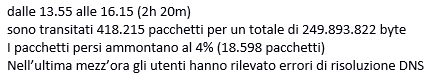 dalle 13.55 alle 16.15 (2h 20m)
sono transitati 418.215 pacchetti per un totale di 249.893.822 byte
I pacchetti persi ammontano al 4% (18.598 pacchetti)
Nell'ultima mezz'ora gli utenti hanno rilevato errori di risoluzione DNS